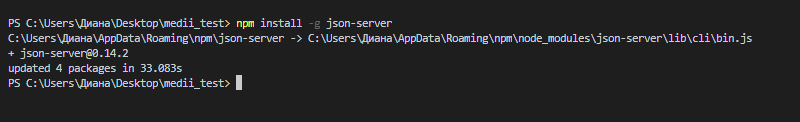 PS C:\Users\Диана\Desktop\medii_test> npm install -g json-server
C:\Users\Диана\AppData\Roaming\npm\json-server -> C:\Users\Диана\AppData\Roaming\npm\node_modules\json-server\lib\cli\bin.js
+ json-server@0.14.2
updated 4 packages in 33.083s
PS C:\Users\Диана\Desktop\medii_test>